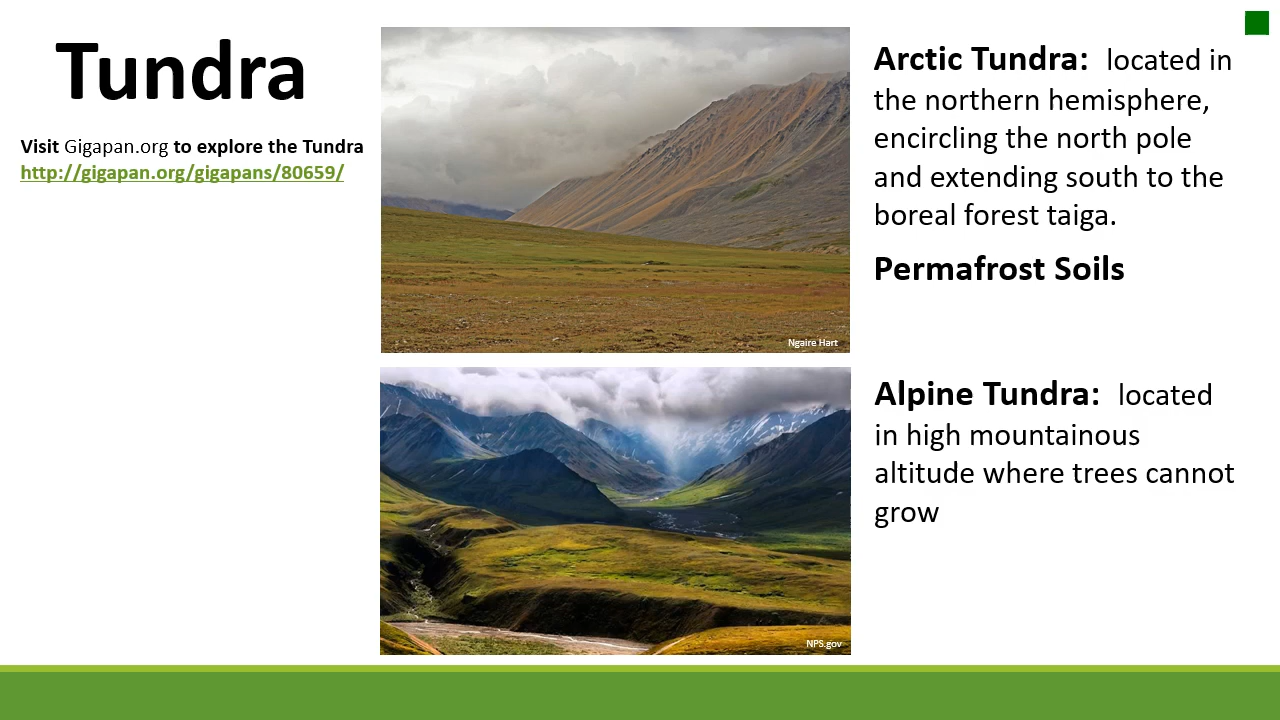 Tundra
Visit Gigapan.org to explore the Tundra
http://gigapan.org/gigapans/80659/
Ngaire Hart
Arctic Tundra: located in
the northern hemisphere,
encircling the north pole
and extending south to the
boreal forest taiga.
Permafrost Soils
NPS.gov
Alpine Tundra: located
in high mountainous
altitude where trees cannot
grow